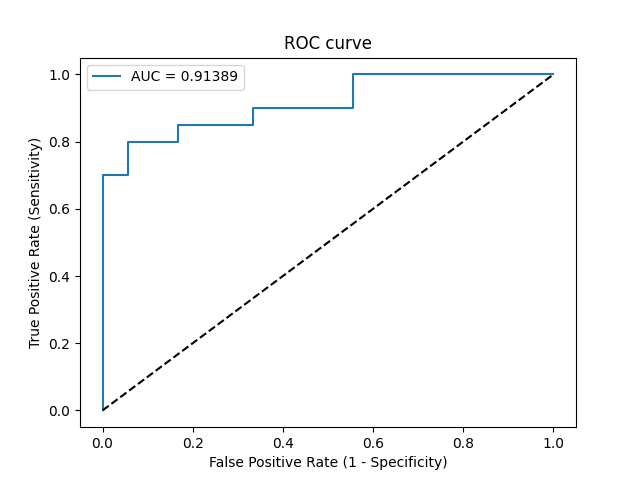 ROC curve
AUC = 0.91389
True Positive Rate (Sensitivity)
1.0
0.8
0.6
0.4
0.2
0.0
0.0 0.2 0.4 0.6 0.8 1.0
False Positive Rate (1 - Specificity)